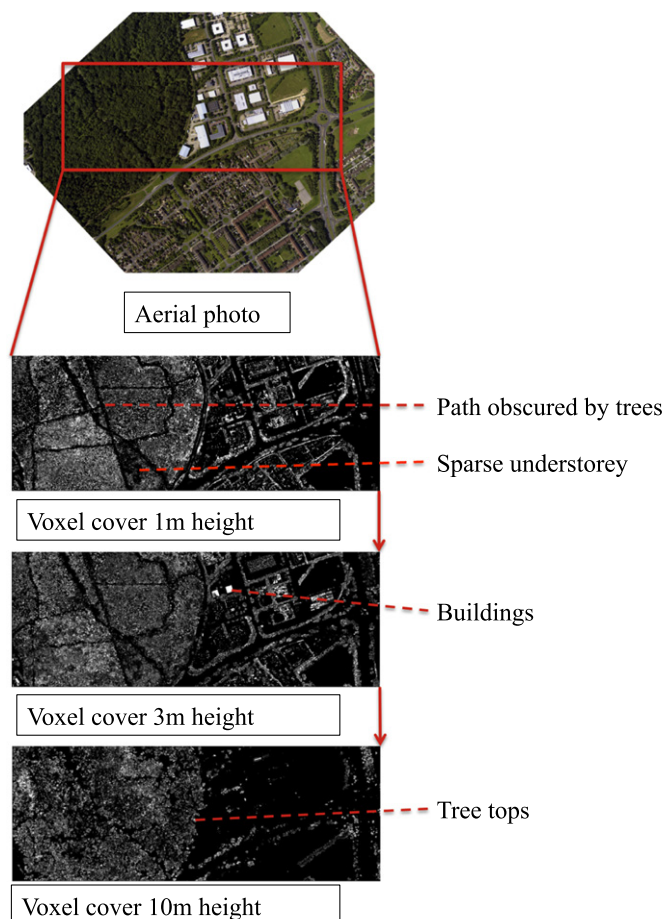 Aerial photo
Path obscured by trees
Sparse understorey
Voxel cover 1m height
Buildings
Voxel cover 3m height
Tree tops
Voxel cover 10m height